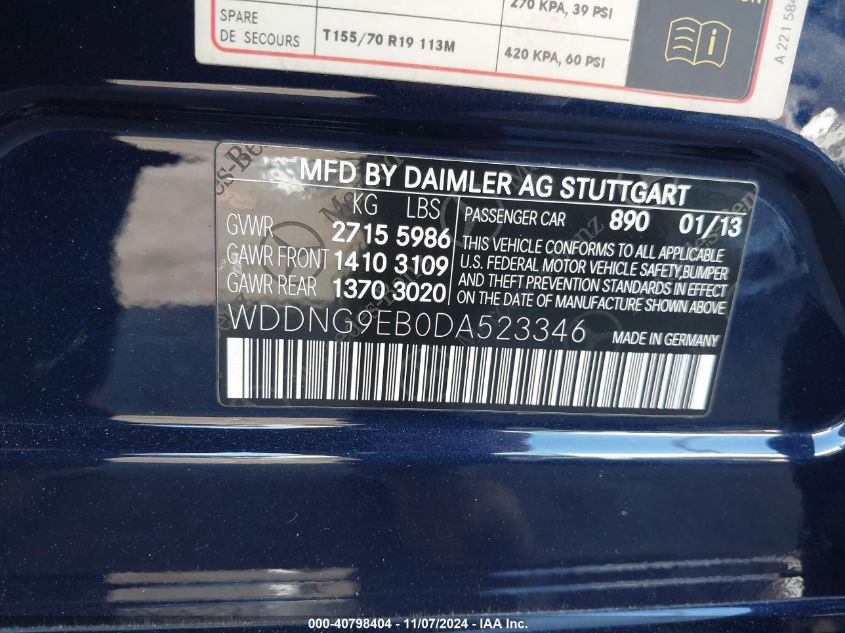 270 KPA, 39 PSI
SPARE
DE SECOURS T155/70 R19 113M 420 KPA, 60 PSI
A 221 584
MFD BY DAIMLER AG STUTTGART
KG LBS
GVWR 2715 5986
GAWR FRONT 1410 3109
GAWR REAR 1370 3020
PASSENGER CAR 890 01/13
THIS VEHICLE CONFORMS TO ALL APPLICABLE
U.S. FEDERAL MOTOR VEHICLE SAFETY,BUMPER
AND THEFT PREVENTION STANDARDS IN EFFECT
ON THE DATE OF MANUFACTURE SHOWN ABOVE
WDDNG9EB0DA523346 MADE IN GERMANY
000-40798404 - 11/07/2024 - IAA Inc.